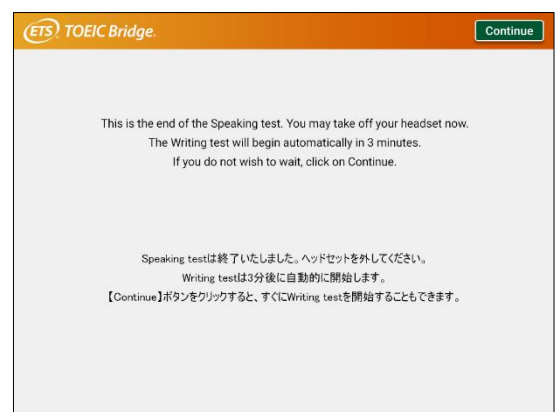 ETS TOEIC Bridge.
Continue
This is the end of the Speaking test. You may take off your headset now.
The Writing test will begin automatically in 3 minutes.
If you do not wish to wait, click on Continue.
Speaking testは終了いたしました。ヘッドセットを外してください。
Writing testは3分後に自動的に開始します。
【Continue】ボタンをクリックすると、すぐにWriting testを開始することもできます。